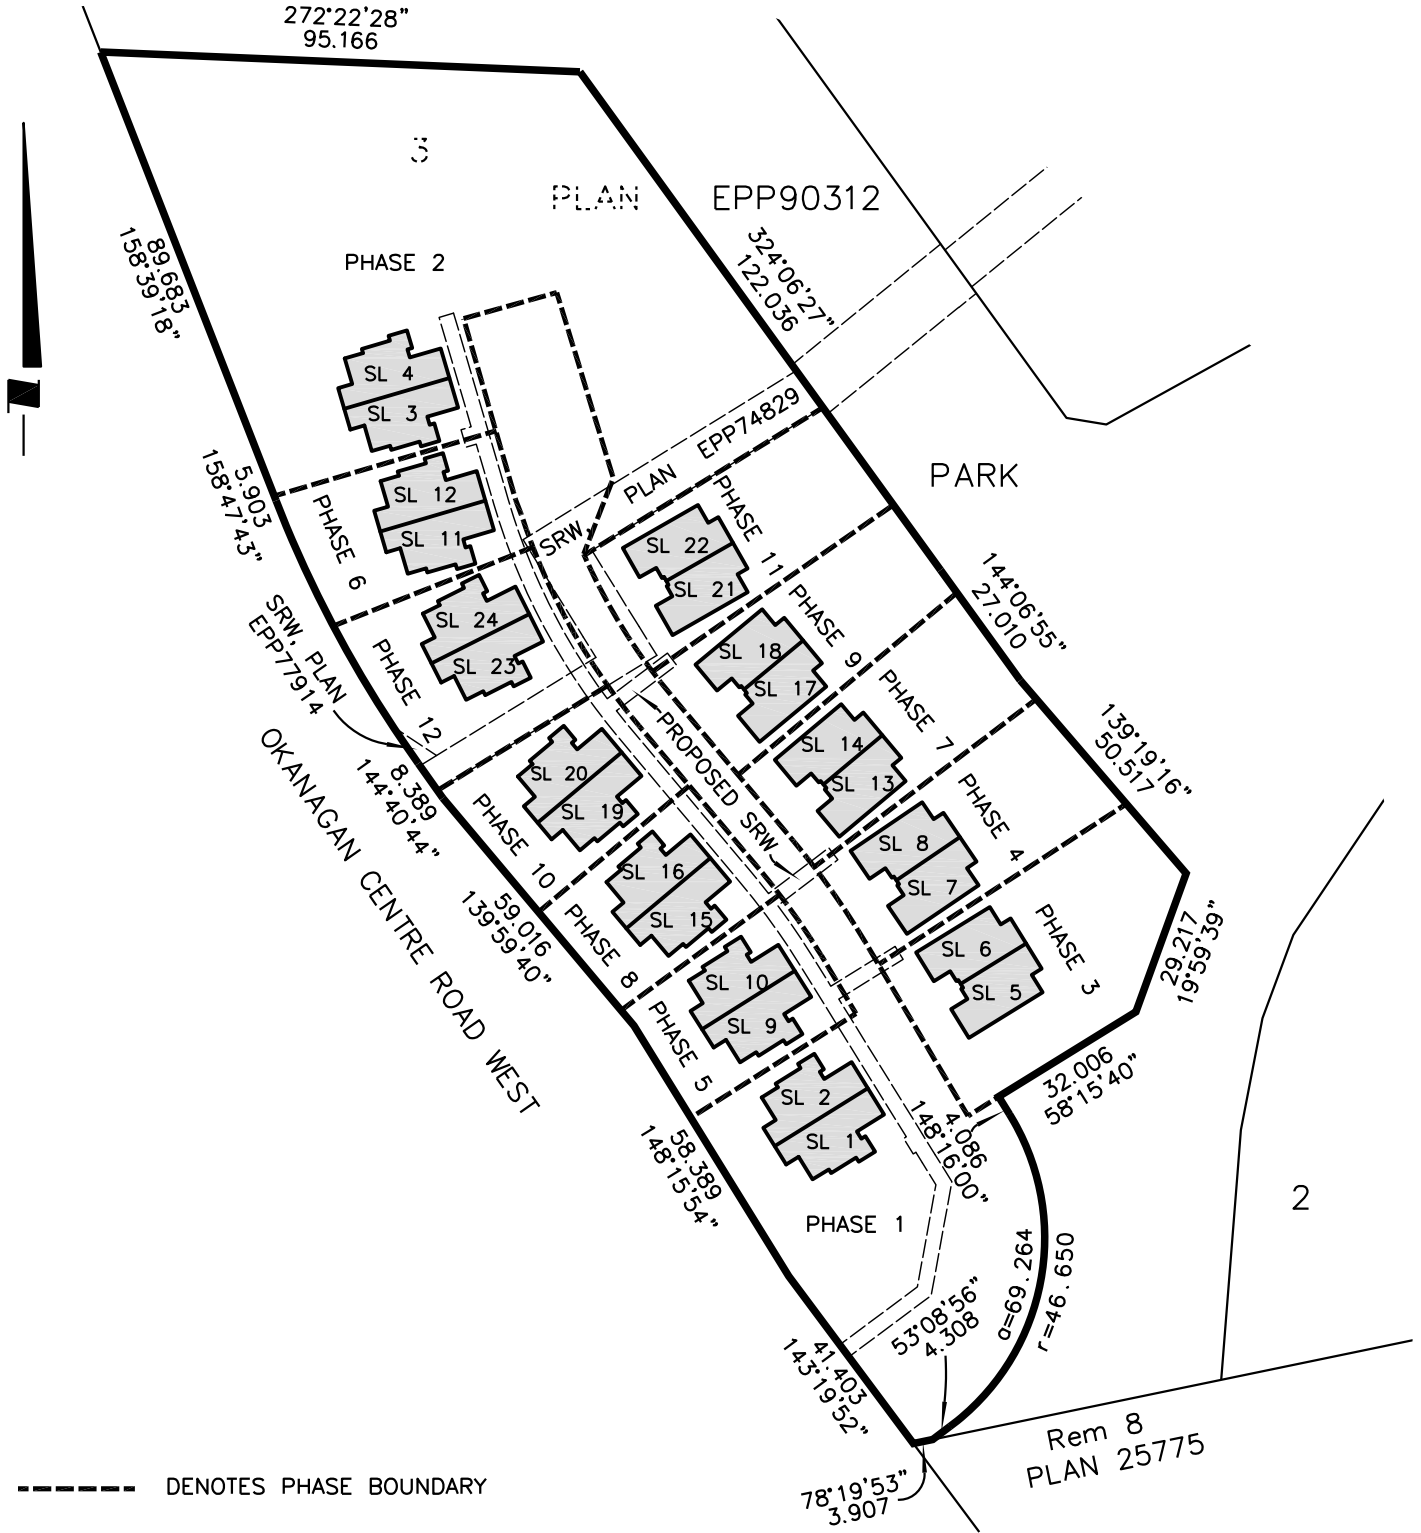 272°22'28"
95.166
3
PLAN EPP90312
324°06'27"
122.036
89.683
158°39'18"
PHASE 2
N
SL 4
SL 3
PLAN EPP74829
SRW,
PARK
5.903
158°47'43"
PHASE 6
SL 12
SL 11
PHASE 11
SL 22
SL 21
144°06'55"
27.010
SRW, PLAN
EPP77914
PHASE 12
SL 24
SL 23
PHASE 9
SL 18
SL 17
PHASE 7
SL 14
SL 13
139°19'16"
50.517
PROPOSED SRW
8.389
144°40'44"
OKANAGAN CENTRE ROAD WEST
PHASE 10
SL 20
SL 19
PHASE 4
SL 8
SL 7
59.016
139°59'40"
PHASE 8
SL 16
SL 15
PHASE 3
SL 6
SL 5
29.217
19°59'39"
PHASE 5
SL 10
SL 9
32.006
58°15'40"
58.389
148°15'54"
SL 2
SL 1
4.086
148°16'00"
PHASE 1
2
a=69.264
r=46.650
53°08'56"
4.308
41.403
143°19'52"
Rem 8
PLAN 25775
78°19'53"
3.907
DENOTES PHASE BOUNDARY